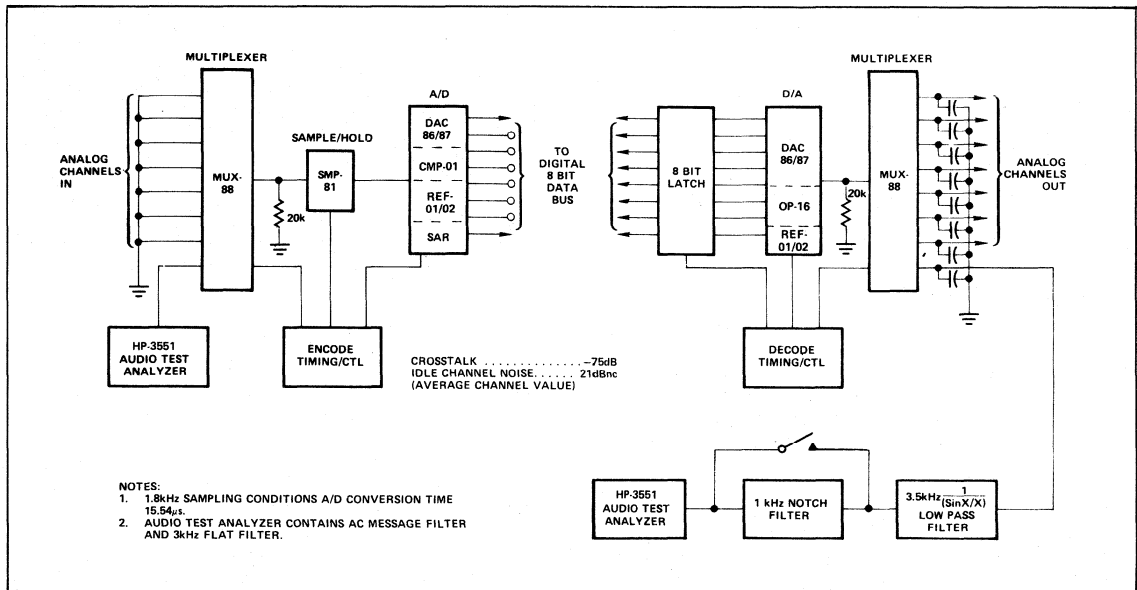 MULTIPLEXER
ANALOG
CHANNELS
IN
MUX-
88
20k
SAMPLE/HOLD
SMP-
81
A/D
DAC
86/87
CMP-01
REF-
01/02
SAR
TO
DIGITAL
8 BIT
DATA
BUS
8 BIT
LATCH
D/A
DAC
86/87
OP-16
REF-
01/02
20k
MULTIPLEXER
MUX-
88
ANALOG
CHANNELS
OUT
HP-3551
AUDIO TEST
ANALYZER
ENCODE
TIMING/CTL
DECODE
TIMING/CTL
CROSSTALK . . . . . . . . . . . . . . . –75dB
IDLE CHANNEL NOISE. . . . . . 21dBnc
(AVERAGE CHANNEL VALUE)
NOTES:
1. 1.8kHz SAMPLING CONDITIONS A/D CONVERSION TIME
15.54μs.
2. AUDIO TEST ANALYZER CONTAINS AC MESSAGE FILTER
AND 3kHz FLAT FILTER.
HP-3551
AUDIO TEST
ANALYZER
1 kHz NOTCH
FILTER
3.5kHz 1/(SinX/X)
LOW PASS
FILTER